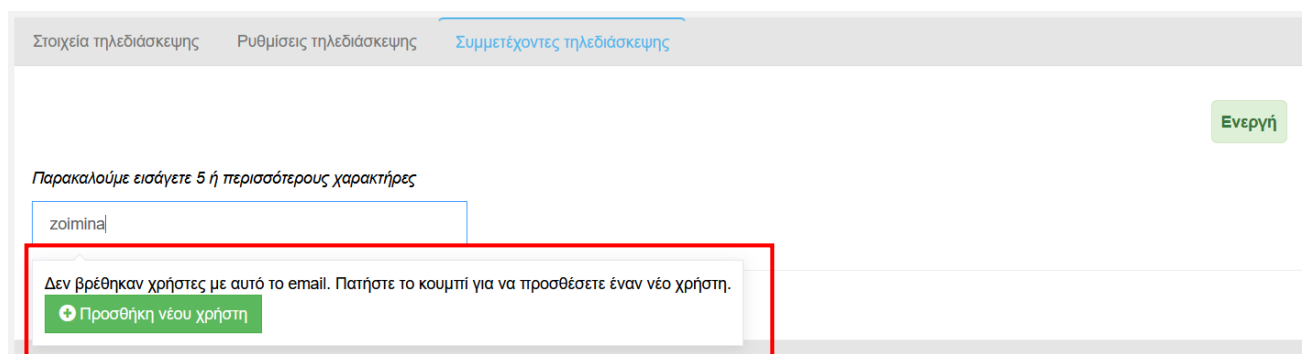 Στοιχεία τηλεδιάσκεψης Ρυθμίσεις τηλεδιάσκεψης Συμμετέχοντες τηλεδιάσκεψης
Ενεργή
Παρακαλούμε εισάγετε 5 ή περισσότερους χαρακτήρες
zoimina
Δεν βρέθηκαν χρήστες με αυτό το email. Πατήστε το κουμπί για να προσθέσετε έναν νέο χρήστη.
Προσθήκη νέου χρήστη